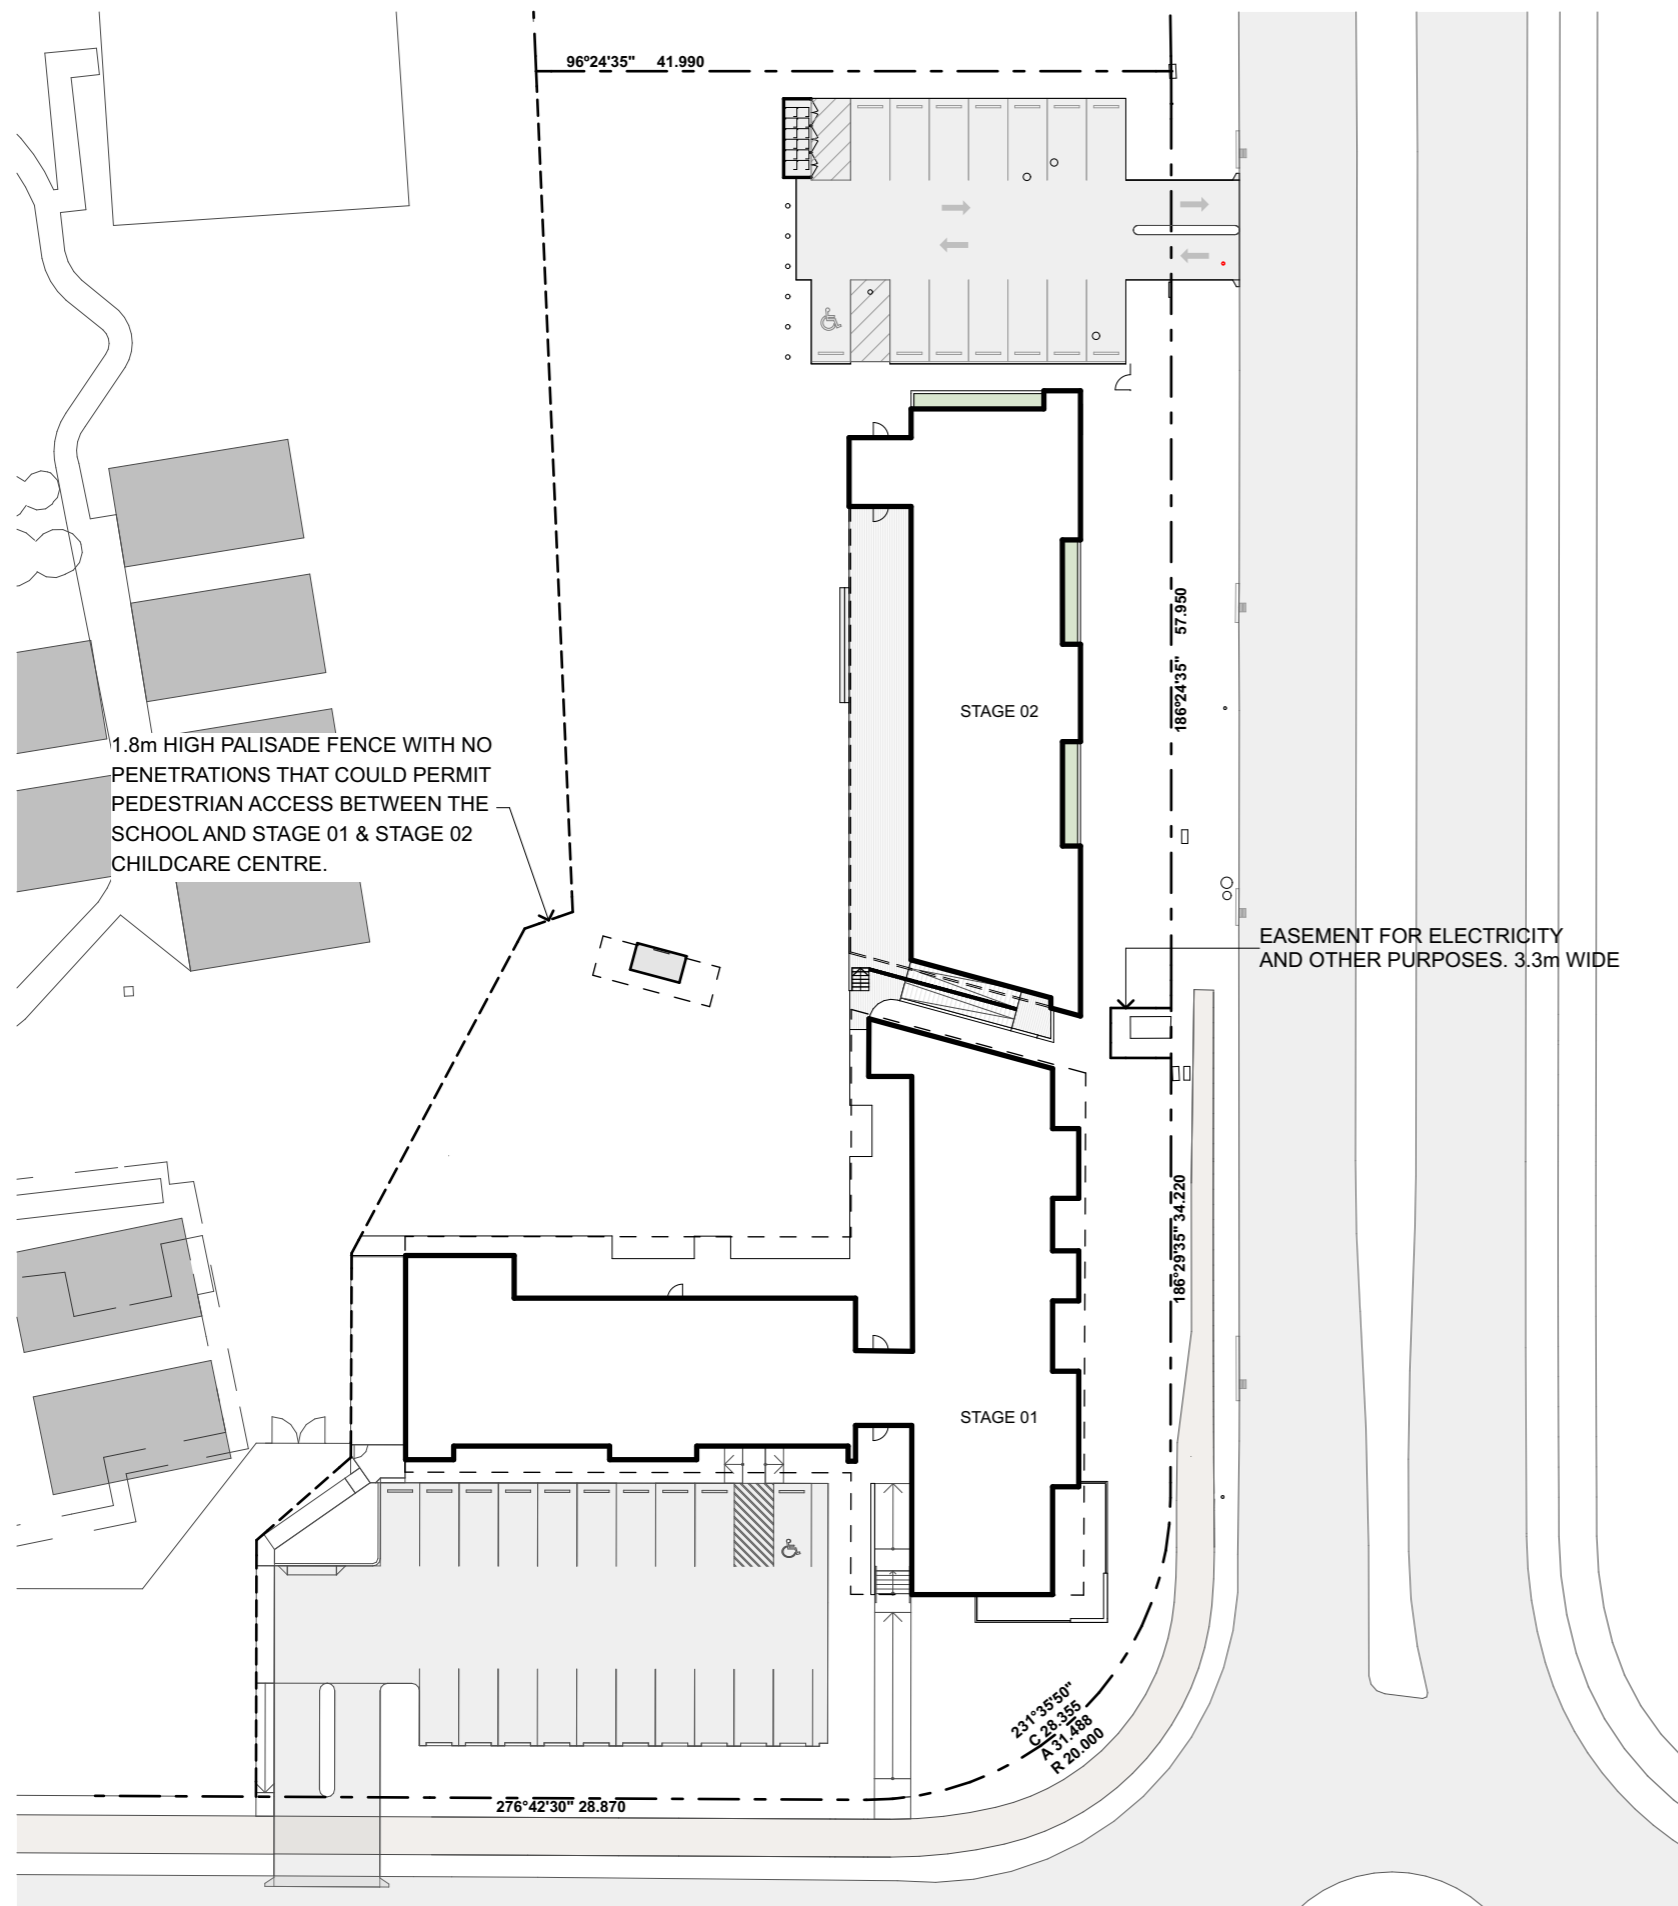 96°24'35" 41.990
186°24'35" 57.950
STAGE 02
1.8m HIGH PALISADE FENCE WITH NO
PENETRATIONS THAT COULD PERMIT
PEDESTRIAN ACCESS BETWEEN THE
SCHOOL AND STAGE 01 & STAGE 02
CHILDCARE CENTRE.
EASEMENT FOR ELECTRICITY
AND OTHER PURPOSES. 3.3m WIDE
186°29'35" 34.220
STAGE 01
231°35'50"
C 28.355
A 31.488
R 20.000
276°42'30" 28.870